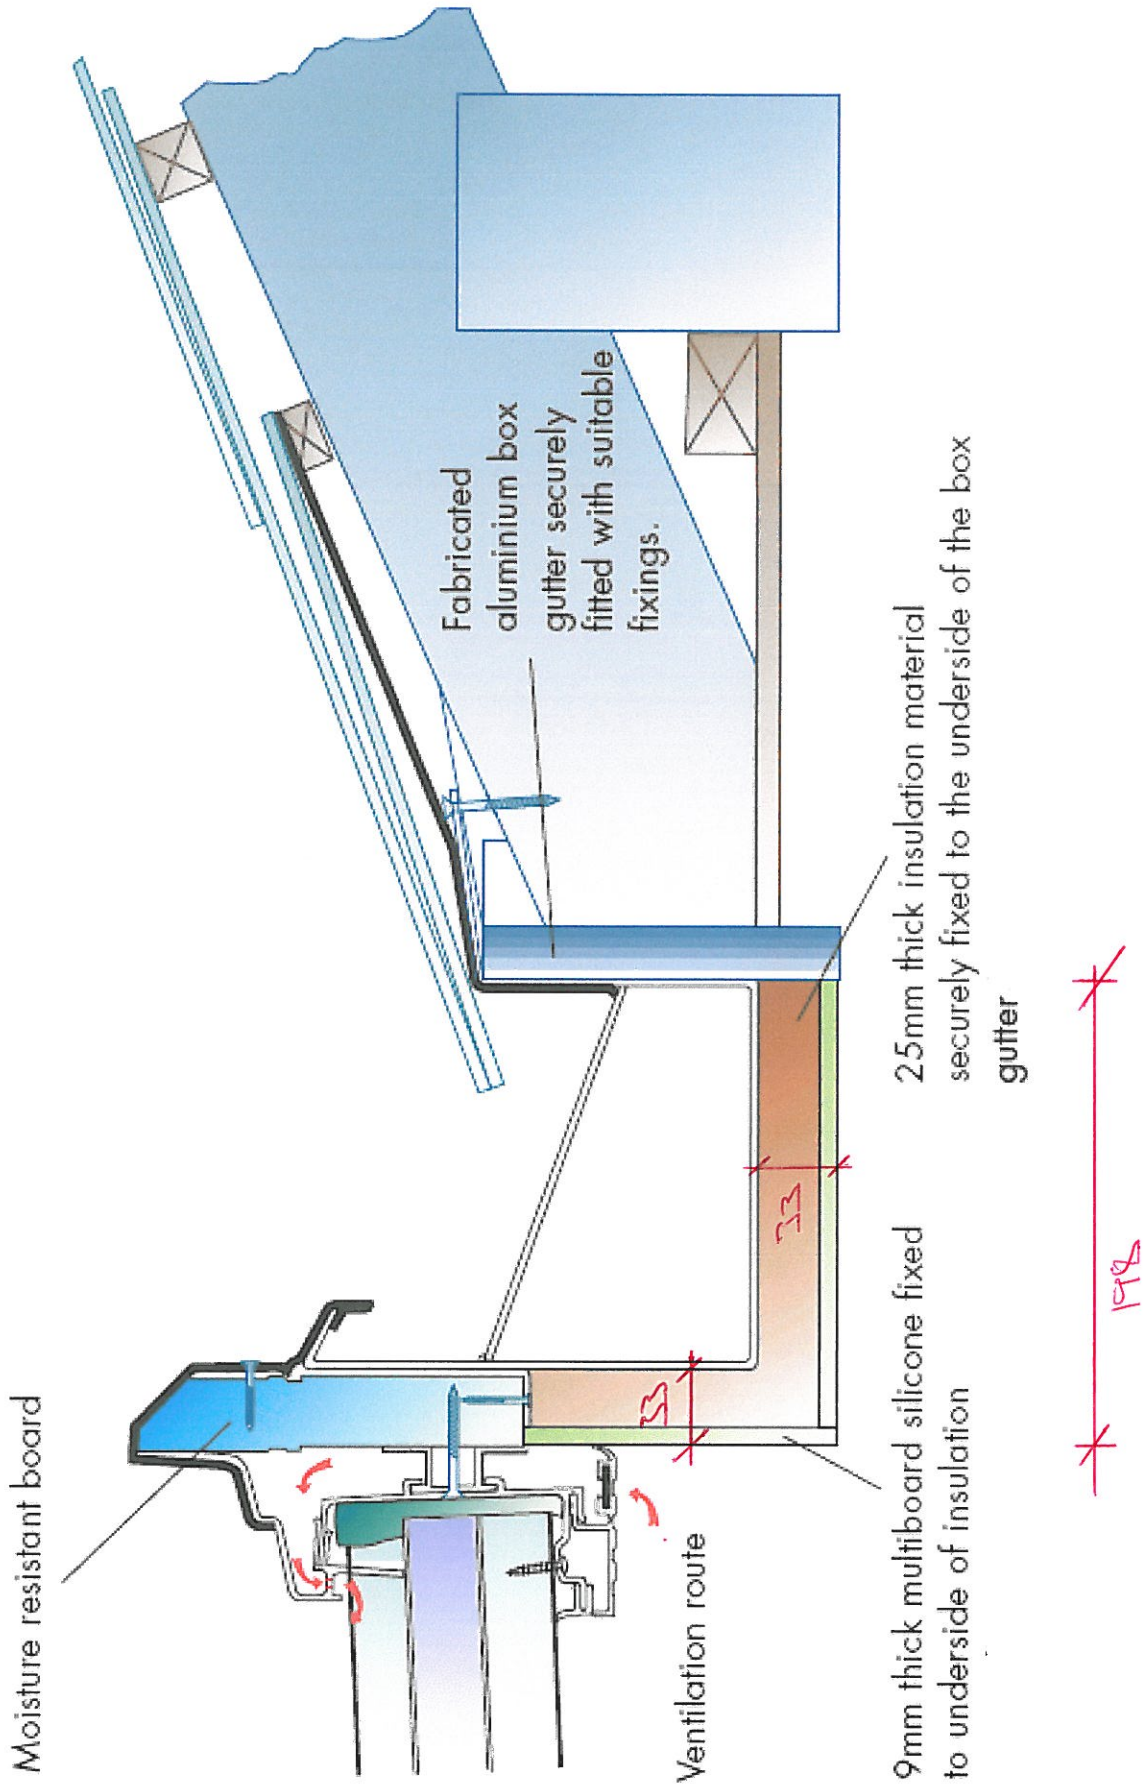 Moisture resistant board
Fabricated
aluminium box
gutter securely
fitted with suitable
fixings.
Ventilation route
33
33
25mm thick insulation material
securely fixed to the underside of the box
gutter
9mm thick multiboard silicone fixed
to underside of insulation
198